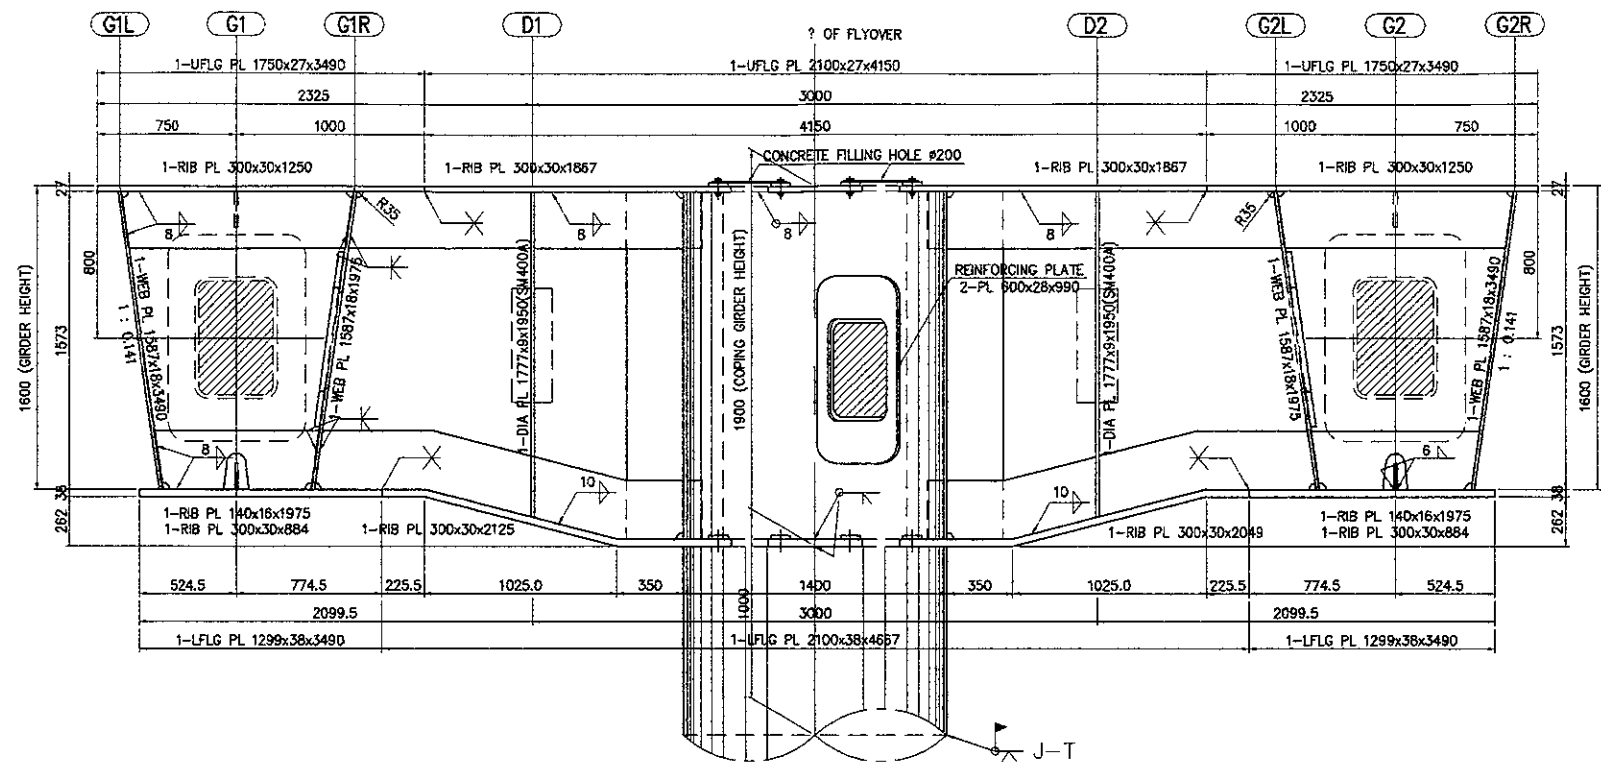 G1L G1 G1R D1 ? OF FLYOVER D2 G2L G2 G2R
1-UFLG PL 1750x27x3490 1-UFLG PL 2100x27x4150 1-UFLG PL 1750x27x3490
2325 3000 2325
750 1000 4150 1000 750
CONCRETE FILLING HOLE ø200
1-RIB PL 300x30x1250 1-RIB PL 300x30x1867 1-RIB PL 300x30x1867 1-RIB PL 300x30x1250
27 27
R35 R35
8 8 8 8 8
1600 (GIRDER HEIGHT)
1573
800
1-WEB PL 1587x18x3490
1 : 0.141
1-WEB PL 1587x18x1975
1-DIA PL 1777x9x1950(SM400A)
1900 (COPING GIRDER HEIGHT)
REINFORCING PLATE
2-PL 600x28x990
1-DIA PL 1777x9x1950(SM400A)
1-WEB PL 1587x18x1975
1-WEB PL 1587x18x3490
1 : 0.141
800
1573
1600 (GIRDER HEIGHT)
8 6
38 10 10 38
262 262
1-RIB PL 140x16x1975 1-RIB PL 140x16x1975
1-RIB PL 300x30x884 1-RIB PL 300x30x2125 1-RIB PL 300x30x2049 1-RIB PL 300x30x884
524.5 774.5 225.5 1025.0 350 1400 350 1025.0 225.5 774.5 524.5
1000
2099.5 3000 2099.5
1-LFLG PL 1299x38x3490 1-LFLG PL 2100x38x4667 1-LFLG PL 1299x38x3490
J-T